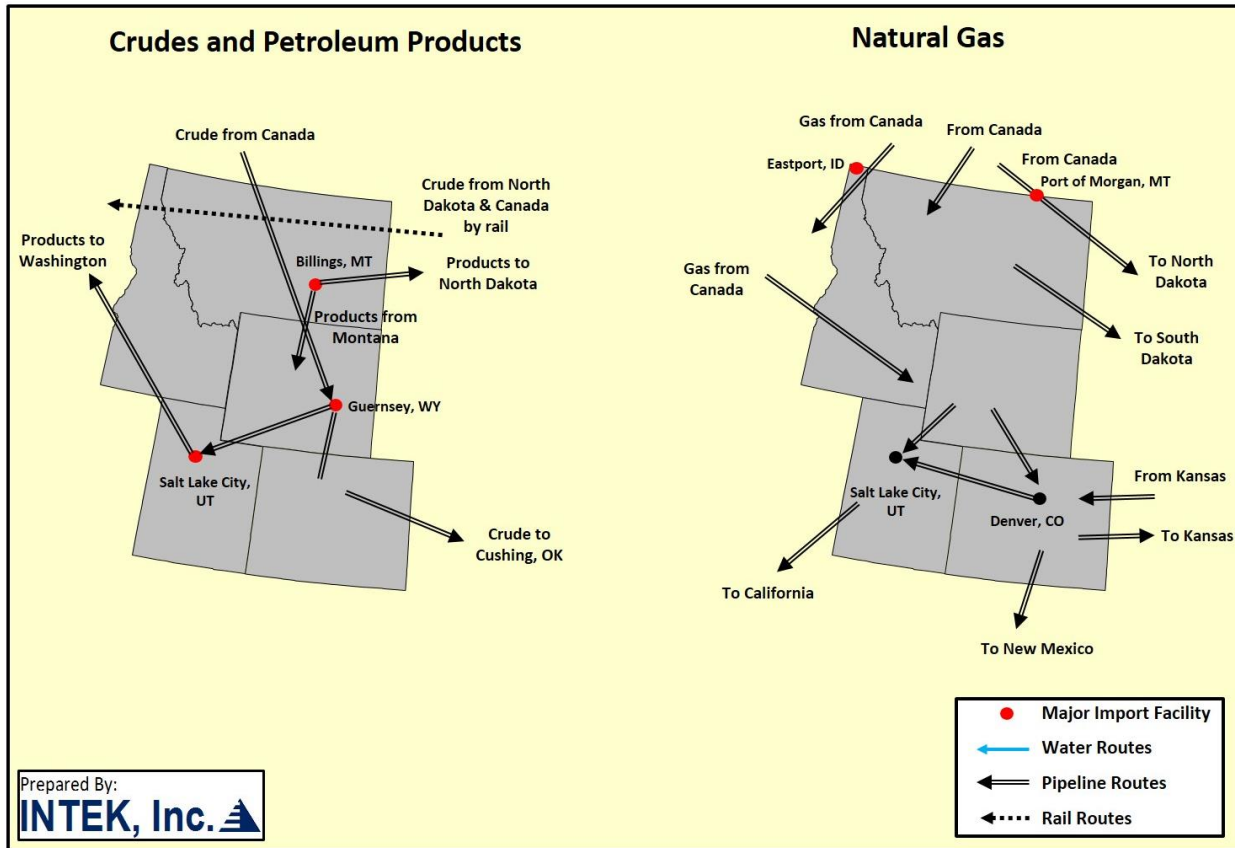 Crudes and Petroleum Products
Crude from Canada
Crude from North
Dakota & Canada
by rail
Products to
Washington
Billings, MT
Products to
North Dakota
Products from
Montana
Guernsey, WY
Salt Lake City,
UT
Crude to
Cushing, OK
Natural Gas
Gas from Canada
From Canada
Eastport, ID
From Canada
Port of Morgan, MT
Gas from
Canada
To North
Dakota
To South
Dakota
From Kansas
Salt Lake City,
UT
Denver, CO
To Kansas
To California
To New Mexico
Major Import Facility
Water Routes
Pipeline Routes
Rail Routes
Prepared By:
INTEK, Inc.